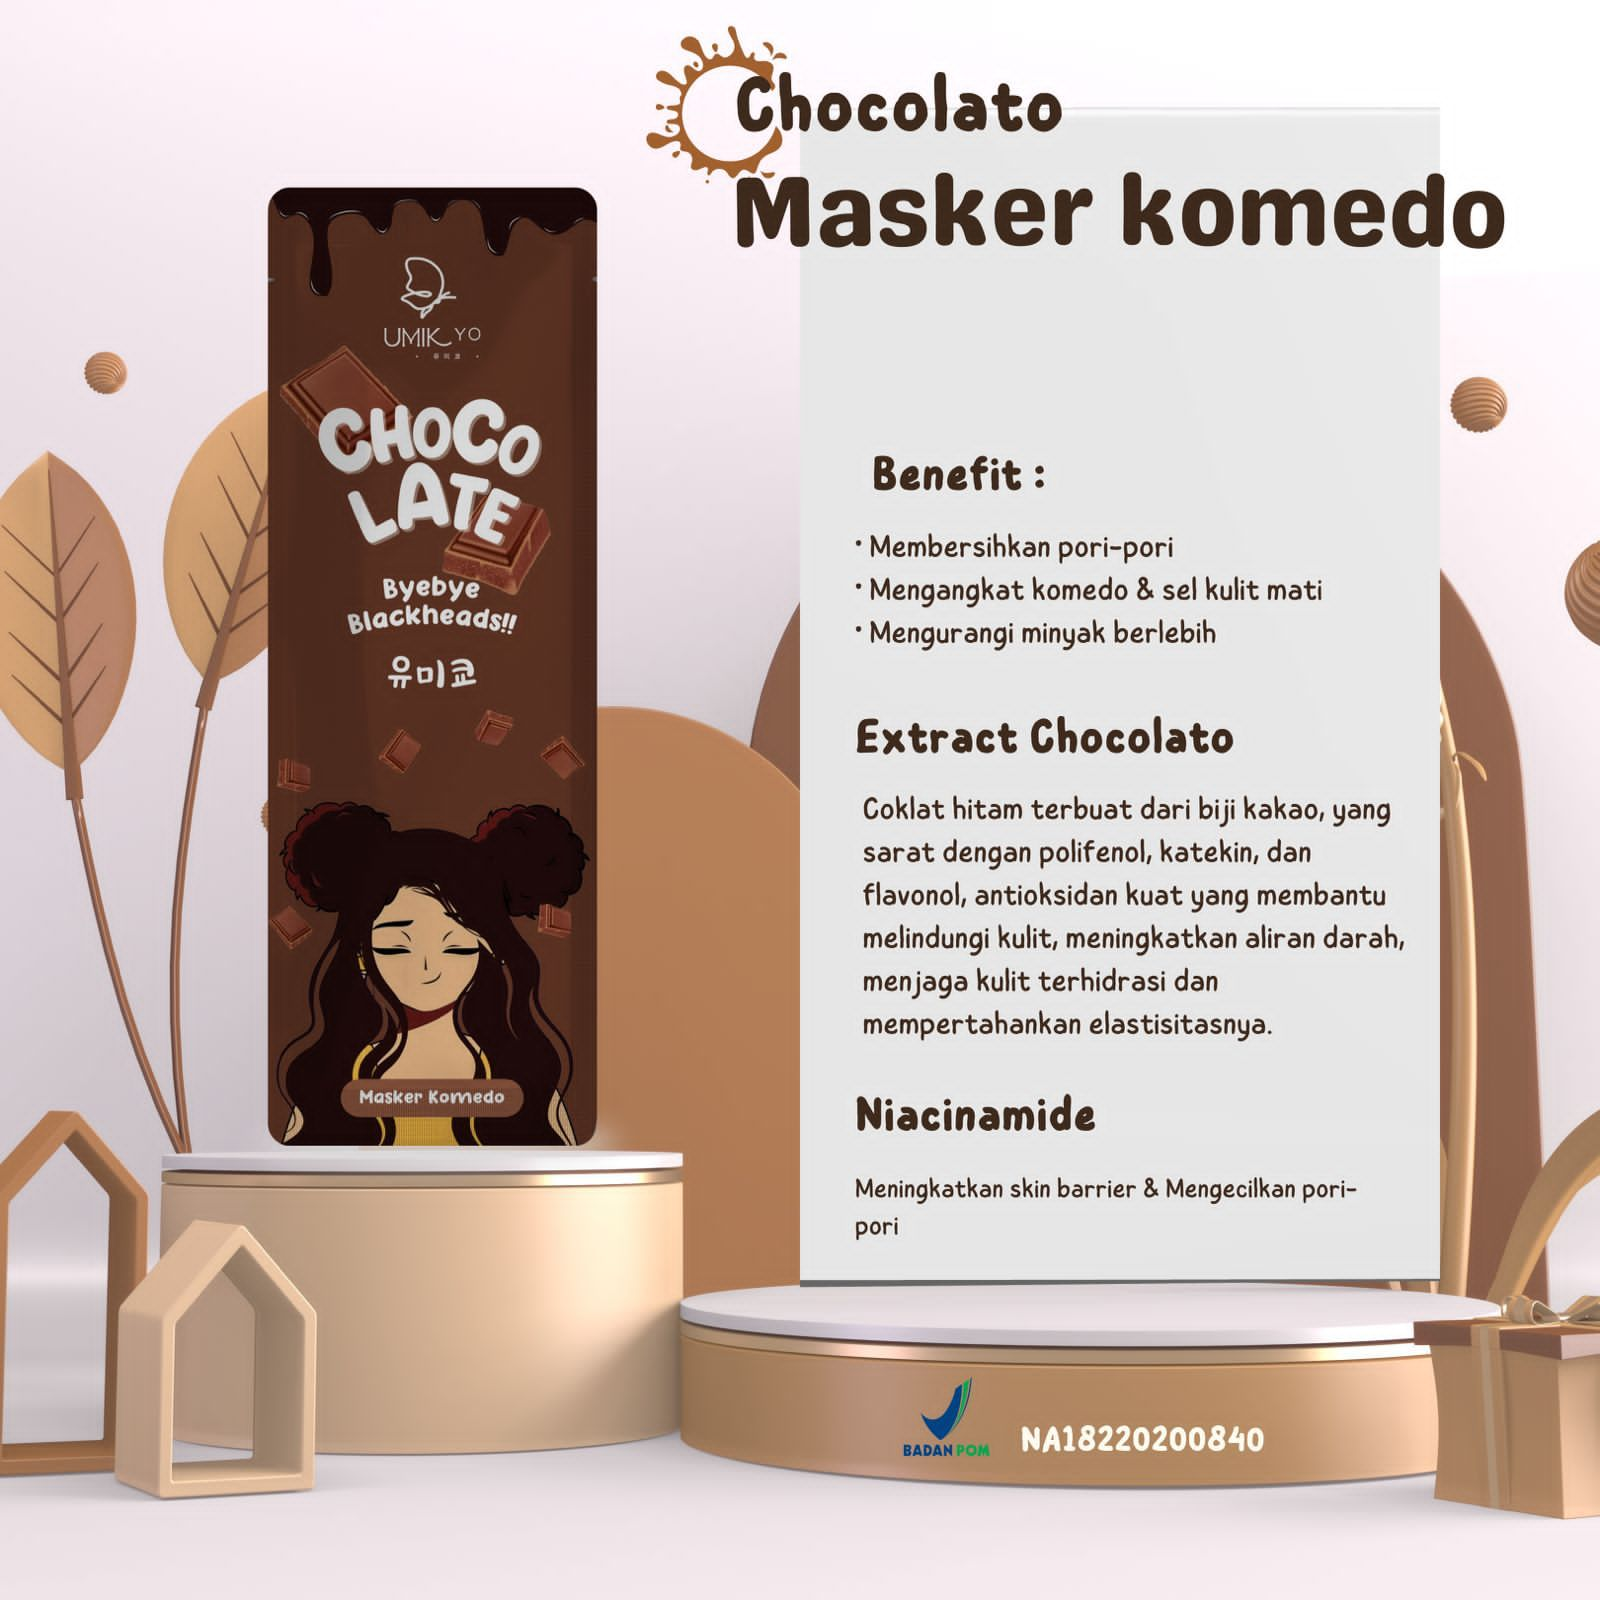 Chocolato
Masker komedo
UMIKYO
CHOCO
LATE
Byebye
Blackheads!!
유미쿄
Masker Komedo
Benefit :
• Membersihkan pori-pori
• Mengangkat komedo & sel kulit mati
• Mengurangi minyak berlebih
Extract Chocolato
Coklat hitam terbuat dari biji kakao, yang
sarat dengan polifenol, katekin, dan
flavonol, antioksidan kuat yang membantu
melindungi kulit, meningkatkan aliran darah,
menjaga kulit terhidrasi dan
mempertahankan elastisitasnya.
Niacinamide
Meningkatkan skin barrier & Mengecilkan pori-
pori
BADAN POM
NA18220200840